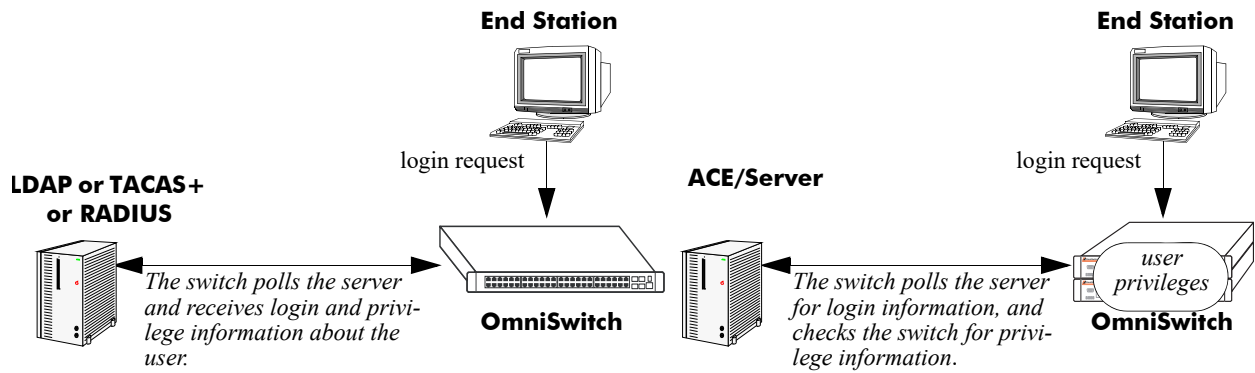 End Station
login request
LDAP or TACAS+
or RADIUS
The switch polls the server
and receives login and privi-
lege information about the
user.
OmniSwitch
End Station
login request
ACE/Server
The switch polls the server
for login information, and
checks the switch for privi-
lege information.
user
privileges
OmniSwitch